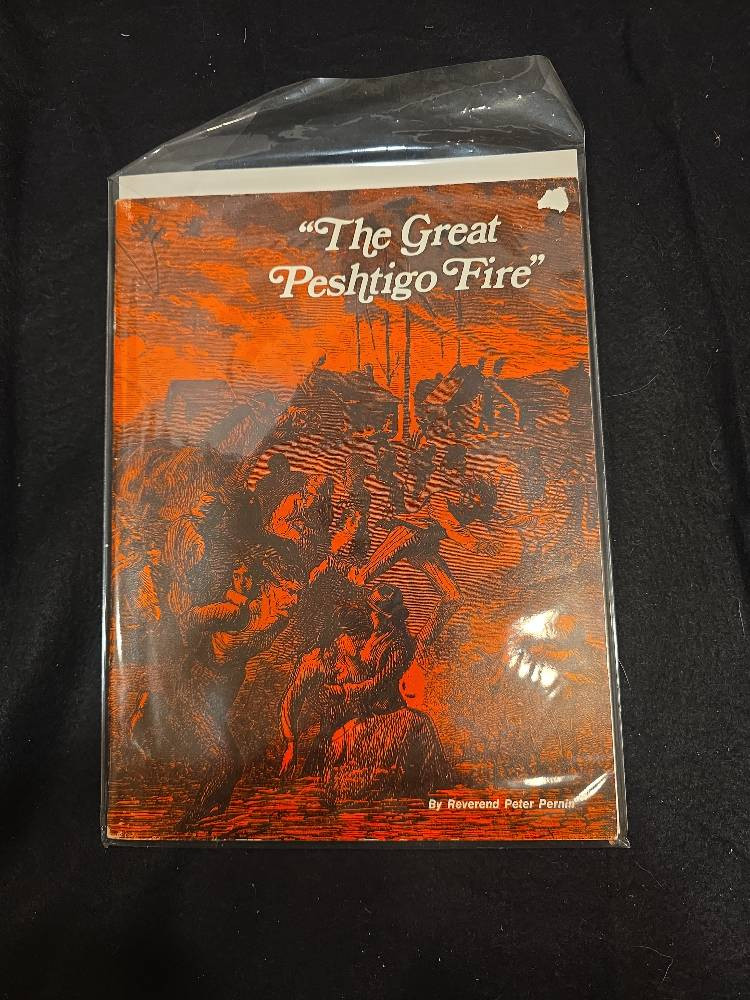 “The Great
Peshtigo Fire”
By Reverend Peter Pernin